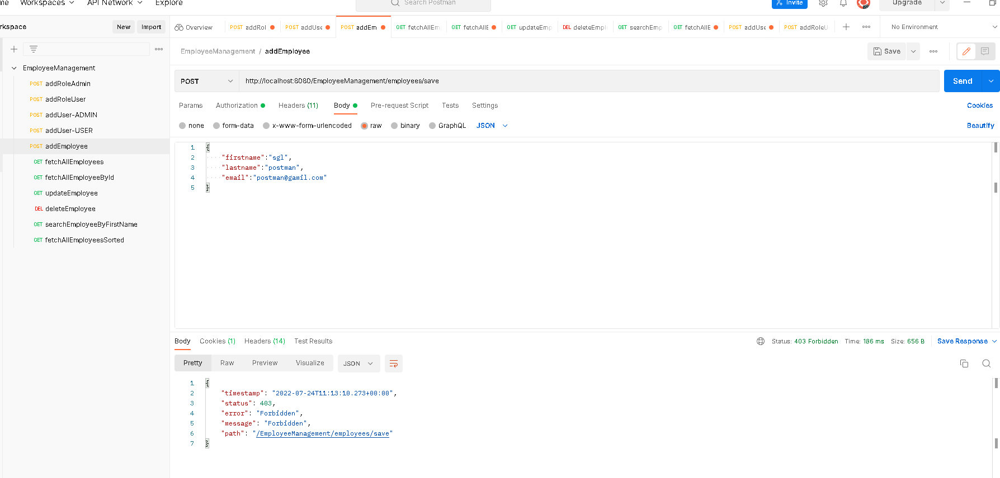 me Workspaces API Network Explore Search Postman Invite Upgrade
rkspace New Import Overview POST addRol POST addUse POST addEm GET fetchAllEm GET fetchAllE GET updateEmp DEL deleteEmpl GET searchEmp GET fetchAllE POST addUse POST addRoleU No Environment
EmployeeManagement / addEmployee Save
EmployeeManagement
POST addRoleAdmin
POST addRoleUser
POST addUser-ADMIN
POST addUser-USER
POST addEmployee
GET fetchAllEmployees
GET fetchAllEmployeeById
GET updateEmployee
DEL deleteEmployee
GET searchEmployeeByFirstName
GET fetchAllEmployeesSorted
POST http://localhost:8080/EmployeeManagement/employees/save Send
Params Authorization Headers (11) Body Pre-request Script Tests Settings Cookies
none form-data x-www-form-urlencoded raw binary GraphQL JSON Beautify
1 {
2 "firstname":"sgl",
3 "lastname":"postman",
4 "email":"postman@gamil.com"
5 }
Body Cookies (1) Headers (14) Test Results Status: 403 Forbidden Time: 186 ms Size: 656 B Save Response
Pretty Raw Preview Visualize JSON
1 {
2 "timestamp": "2022-07-24T11:13:10.273+00:00",
3 "status": 403,
4 "error": "Forbidden",
5 "message": "Forbidden",
6 "path": "/EmployeeManagement/employees/save"
7 }